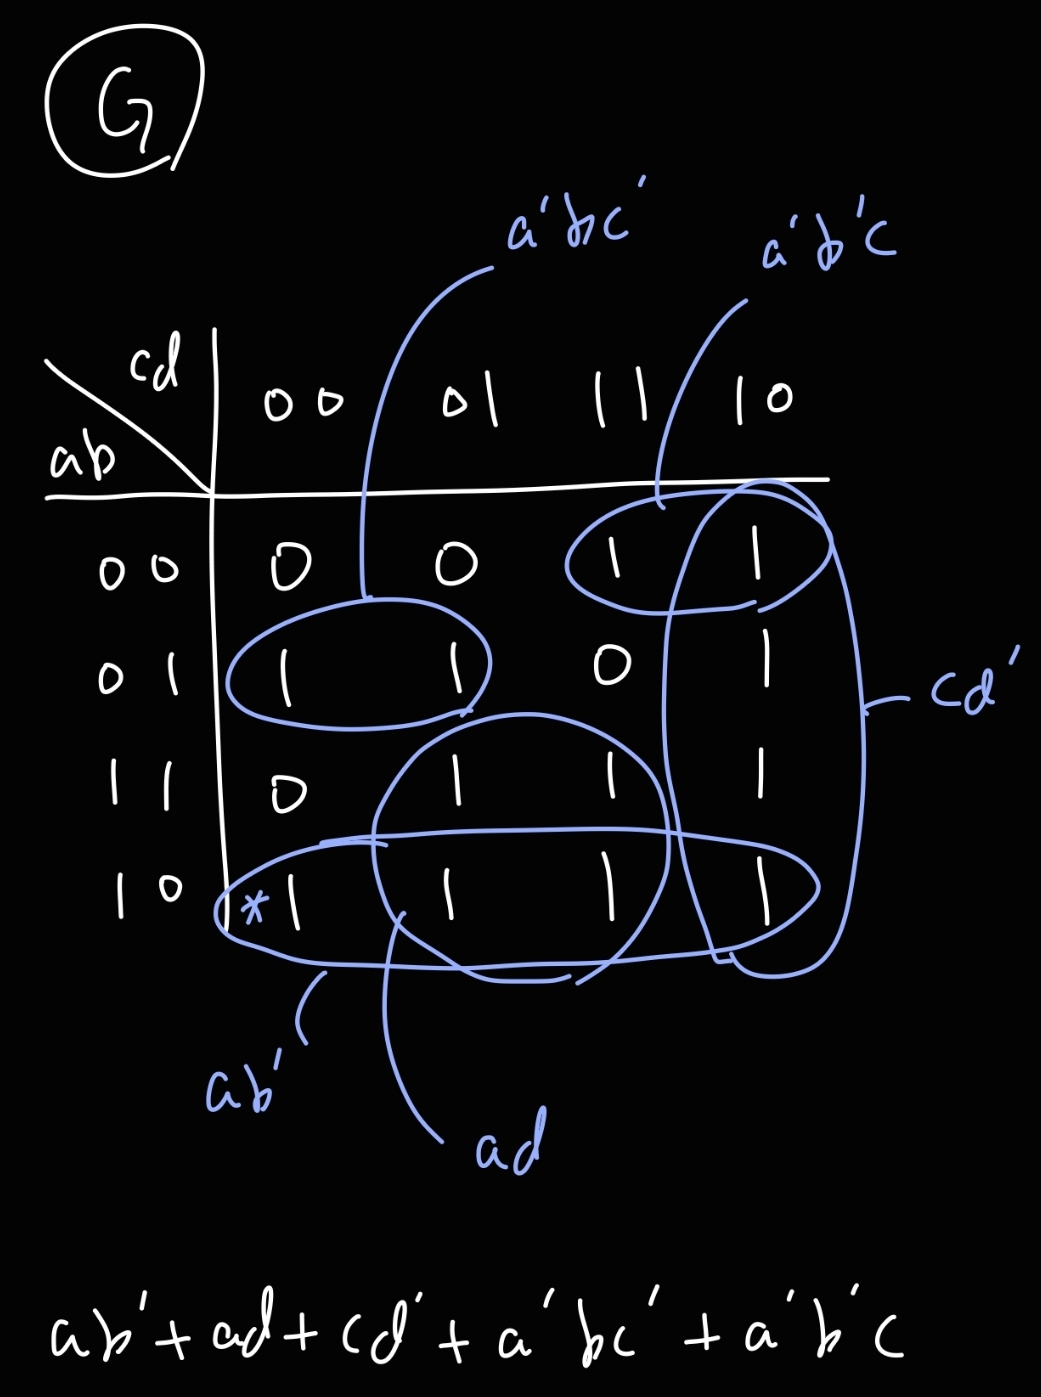 G
a'bc' a'b'c
cd
00 01 11 10
ab
00 0 0 1 1
01 1 1 0 1
cd'
11 0 1 1 1
10 *1 1 1 1
ab'
ad
ab' + ad + cd' + a'bc' + a'b'c